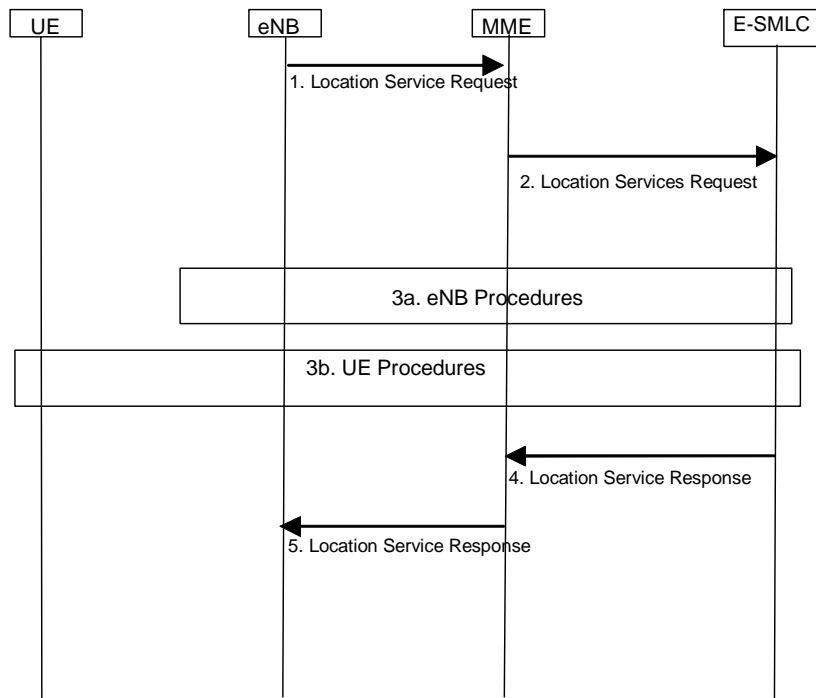 UE
eNB
MME
E-SMLC
1. Location Service Request
2. Location Services Request
3a. eNB Procedures
3b. UE Procedures
4. Location Service Response
5. Location Service Response